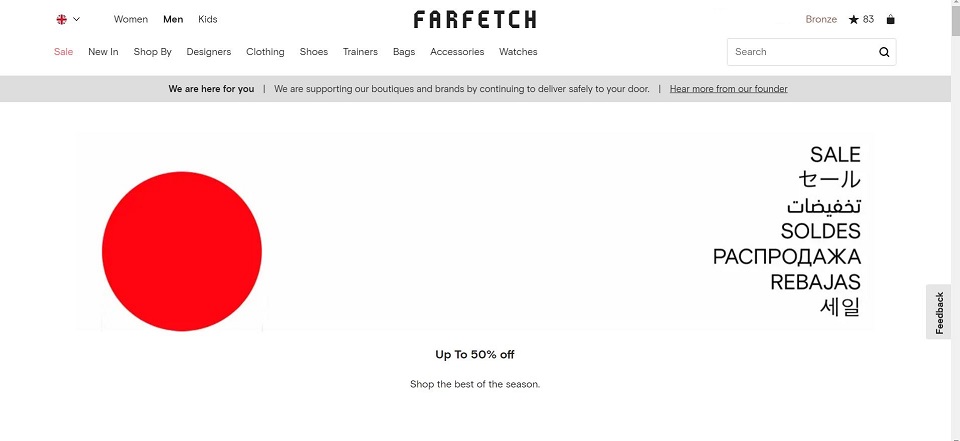 Women Men Kids
FARFETCH
Bronze 83
Sale New In Shop By Designers Clothing Shoes Trainers Bags Accessories Watches
Search
We are here for you | We are supporting our boutiques and brands by continuing to deliver safely to your door. | Hear more from our founder
SALE
セール
تخفيضات
SOLDES
РАСПРОДАЖА
REBAJAS
세일
Feedback
Up To 50% off
Shop the best of the season.